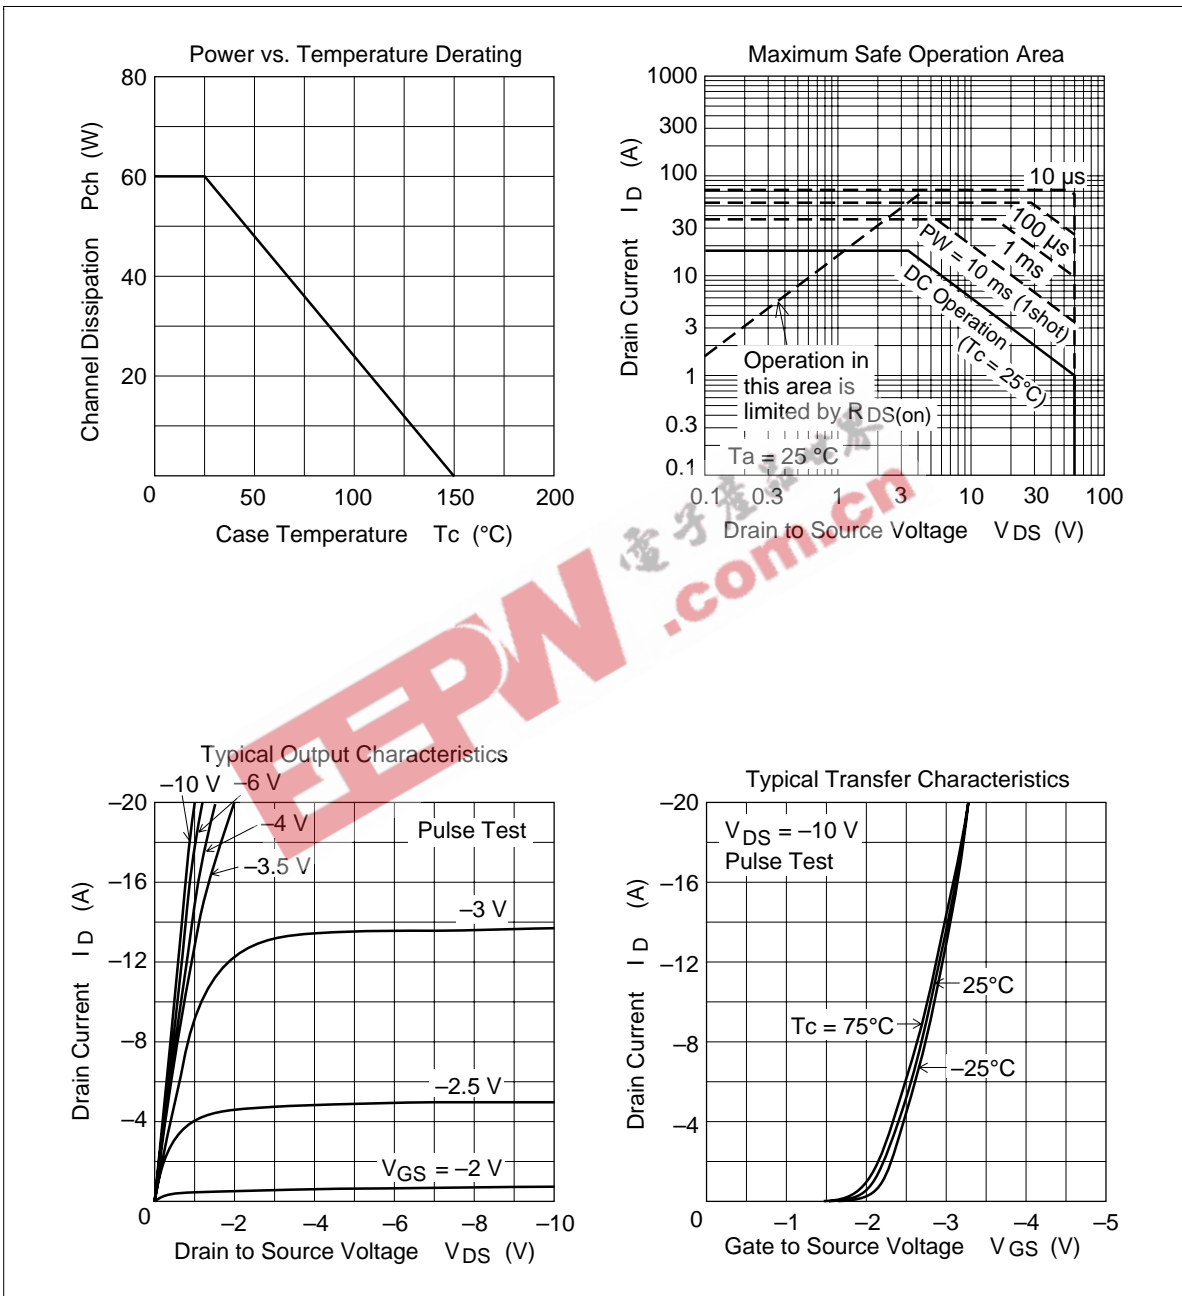 Power vs. Temperature Derating
80
60
40
20
0
50
100
150
200
Channel Dissipation Pch (W)
Case Temperature Tc (°C)
Maximum Safe Operation Area
1000
300
100
30
10
3
1
0.3
0.1
0.1
0.3
1
3
10
30
100
Drain Current I D (A)
Drain to Source Voltage V DS (V)
10 µs
100 µs
1 ms
PW = 10 ms (1shot)
DC Operation
(Tc = 25°C)
Operation in
this area is
limited by R DS(on)
Ta = 25 °C
電子產品世界
EEPW
.com.cn
Typical Output Characteristics
–10 V
–6 V
–4 V
–3.5 V
Pulse Test
–3 V
–2.5 V
V GS = –2 V
–20
–16
–12
–8
–4
0
–2
–4
–6
–8
–10
Drain Current I D (A)
Drain to Source Voltage V DS (V)
Typical Transfer Characteristics
V DS = –10 V
Pulse Test
25°C
Tc = 75°C
–25°C
–20
–16
–12
–8
–4
0
–1
–2
–3
–4
–5
Drain Current I D (A)
Gate to Source Voltage V GS (V)